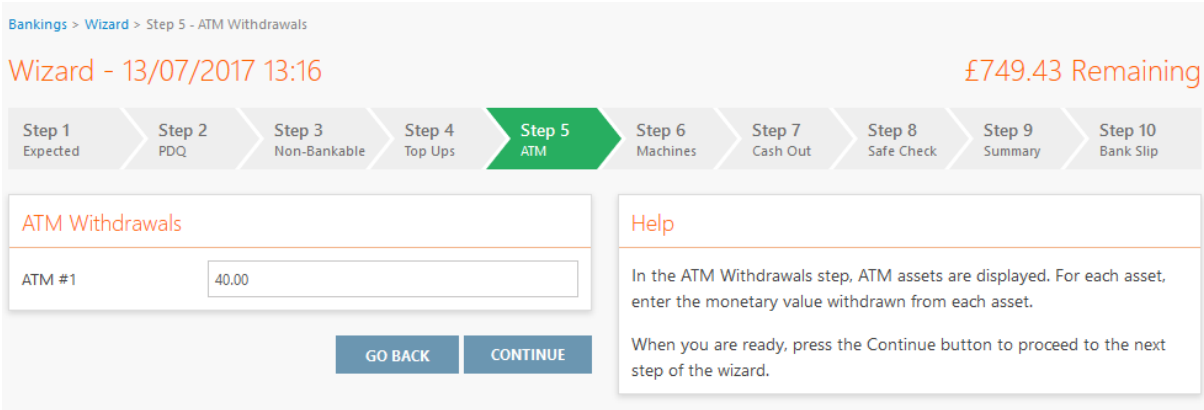 Bankings > Wizard > Step 5 - ATM Withdrawals
Wizard - 13/07/2017 13:16
£749.43 Remaining
Step 1
Expected
Step 2
PDQ
Step 3
Non-Bankable
Step 4
Top Ups
Step 5
ATM
Step 6
Machines
Step 7
Cash Out
Step 8
Safe Check
Step 9
Summary
Step 10
Bank Slip
ATM Withdrawals
ATM #1
40.00
GO BACK
CONTINUE
Help
In the ATM Withdrawals step, ATM assets are displayed. For each asset,
enter the monetary value withdrawn from each asset.
When you are ready, press the Continue button to proceed to the next
step of the wizard.